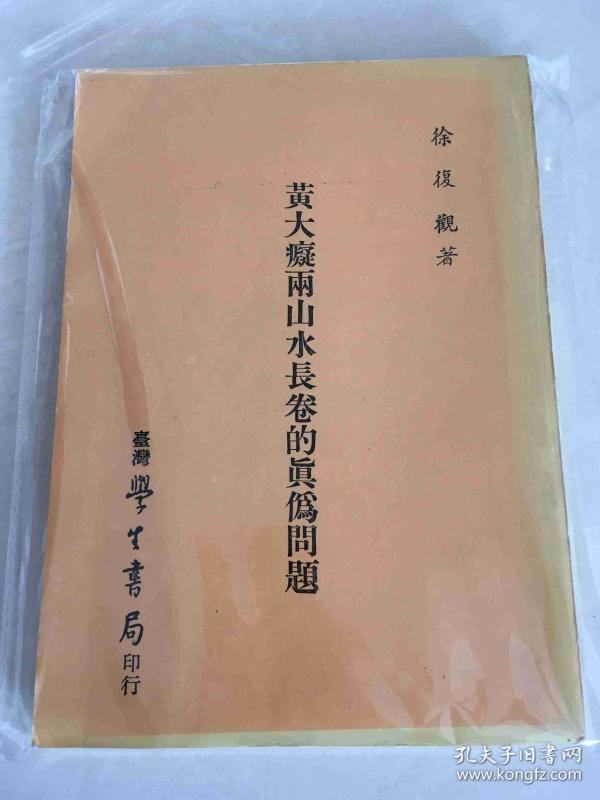 徐復觀著
黃大癡兩山水長卷的眞僞問題
臺灣學生書局印行
孔夫子旧书网
www.kongfz.com